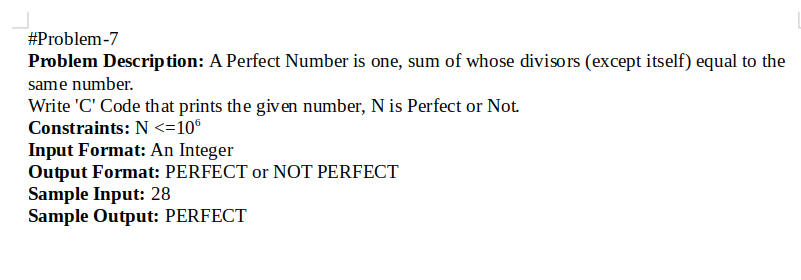 #Problem-7
Problem Description: A Perfect Number is one, sum of whose divisors (except itself) equal to the
same number.
Write 'C' Code that prints the given number, N is Perfect or Not.
Constraints: N <=10⁶
Input Format: An Integer
Output Format: PERFECT or NOT PERFECT
Sample Input: 28
Sample Output: PERFECT